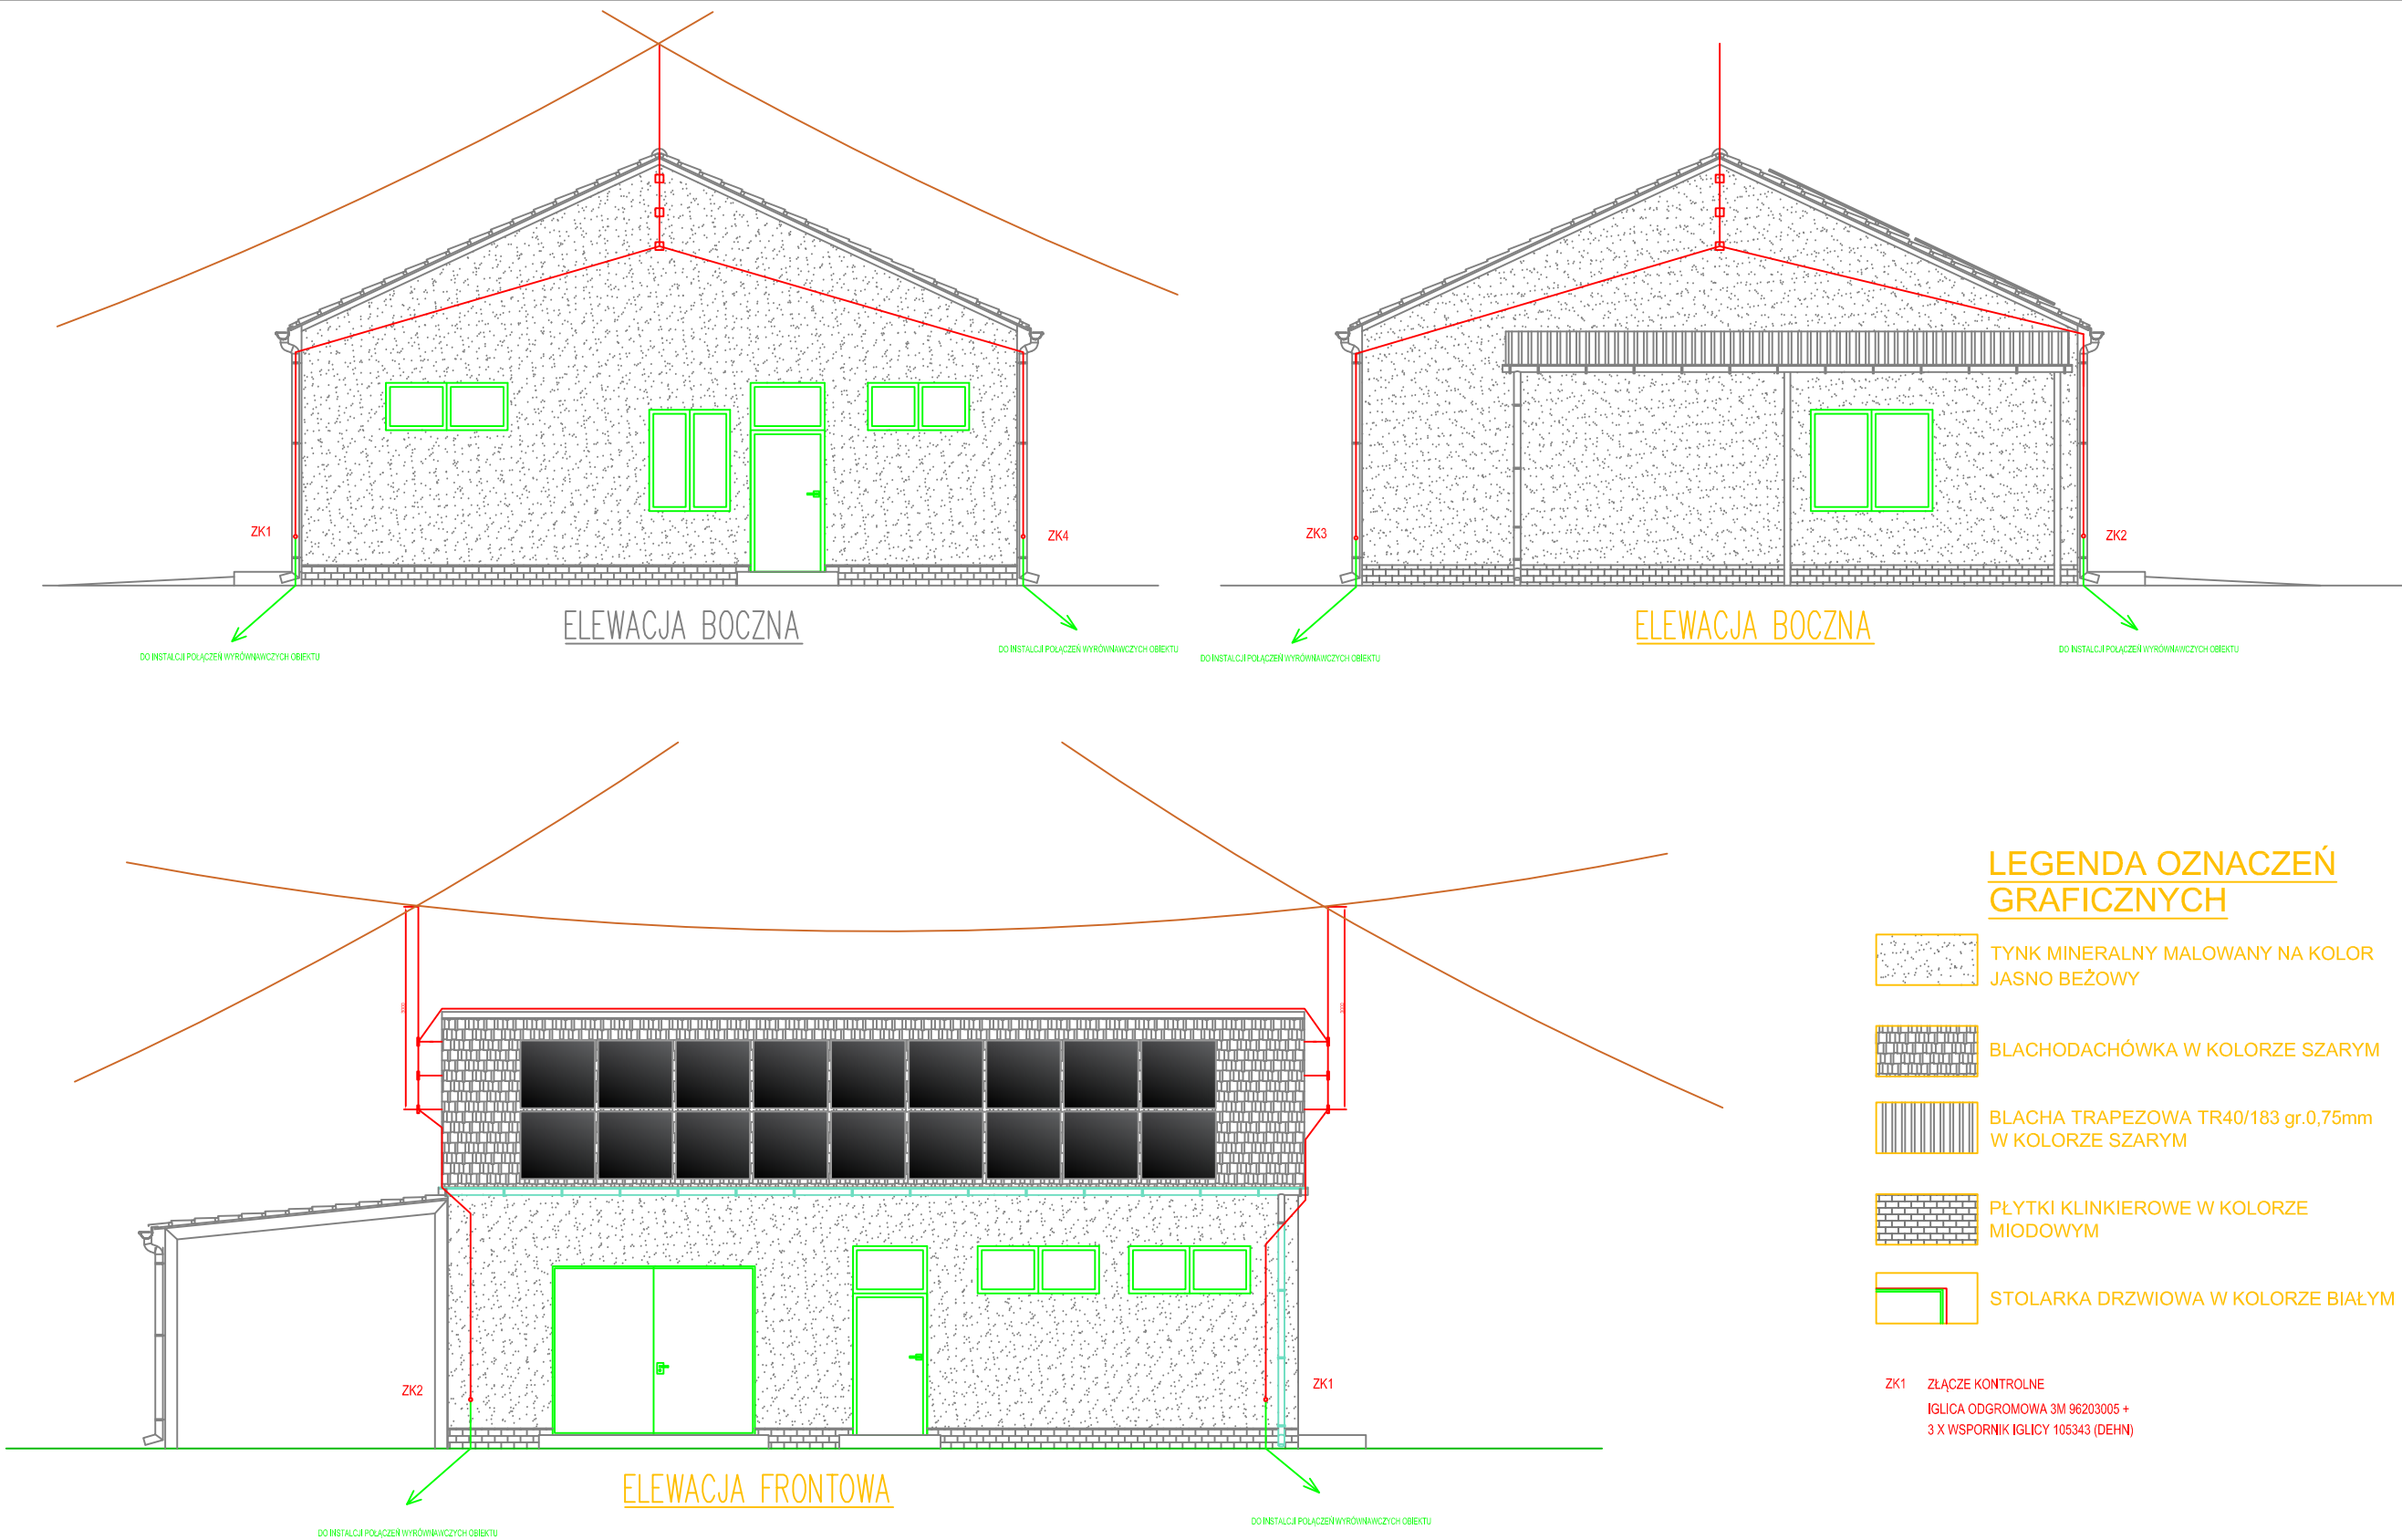 ZK1
ZK4
ELEWACJA BOCZNA
DO INSTALCJI POŁĄCZEŃ WYRÓWNAWCZYCH OBIEKTU
DO INSTALCJI POŁĄCZEŃ WYRÓWNAWCZYCH OBIEKTU
ZK3
ZK2
ELEWACJA BOCZNA
DO INSTALCJI POŁĄCZEŃ WYRÓWNAWCZYCH OBIEKTU
DO INSTALCJI POŁĄCZEŃ WYRÓWNAWCZYCH OBIEKTU
ZK2
ZK1
ELEWACJA FRONTOWA
DO INSTALCJI POŁĄCZEŃ WYRÓWNAWCZYCH OBIEKTU
DO INSTALCJI POŁĄCZEŃ WYRÓWNAWCZYCH OBIEKTU
LEGENDA OZNACZEŃ
GRAFICZNYCH
TYNK MINERALNY MALOWANY NA KOLOR
JASNO BEŻOWY
BLACHODACHÓWKA W KOLORZE SZARYM
BLACHA TRAPEZOWA TR40/183 gr.0,75mm
W KOLORZE SZARYM
PŁYTKI KLINKIEROWE W KOLORZE
MIODOWYM
STOLARKA DRZWIOWA W KOLORZE BIAŁYM
ZK1 ZŁĄCZE KONTROLNE
IGLICA ODGROMOWA 3M 96203005 +
3 X WSPORNIK IGLICY 105343 (DEHN)